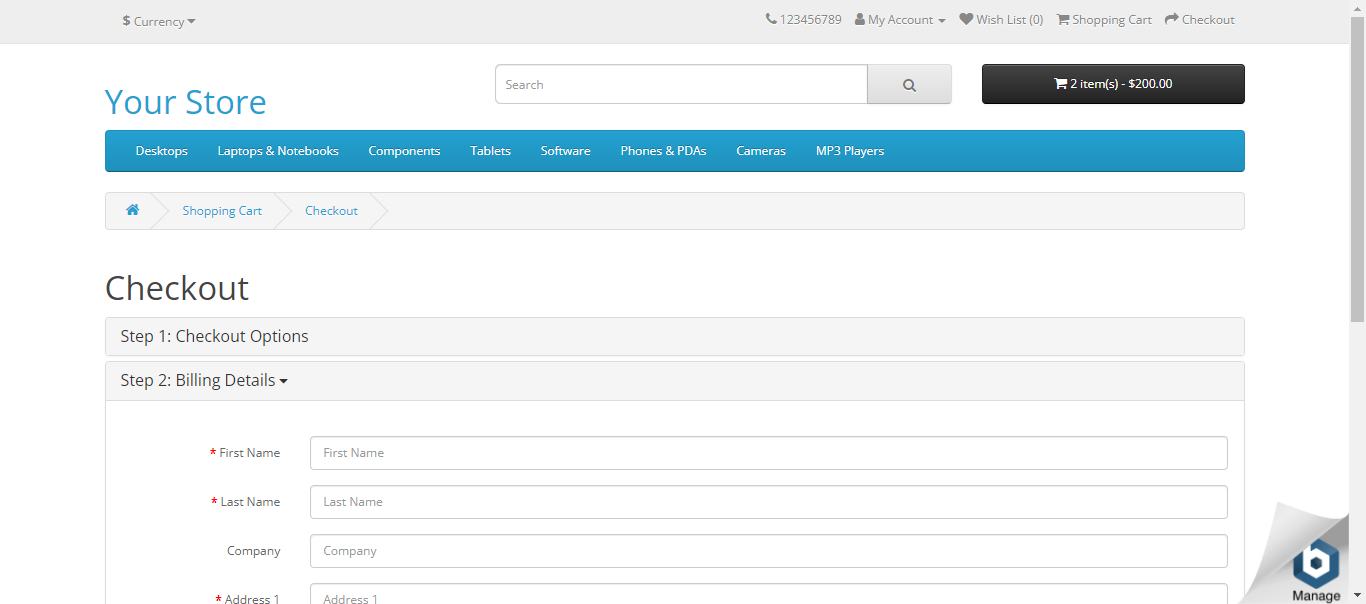 $ Currency
123456789 My Account Wish List (0) Shopping Cart Checkout
Your Store
Search
2 item(s) - $200.00
Desktops Laptops & Notebooks Components Tablets Software Phones & PDAs Cameras MP3 Players
Shopping Cart Checkout
Checkout
Step 1: Checkout Options
Step 2: Billing Details
* First Name First Name
* Last Name Last Name
Company Company
* Address 1 Address 1
Manage